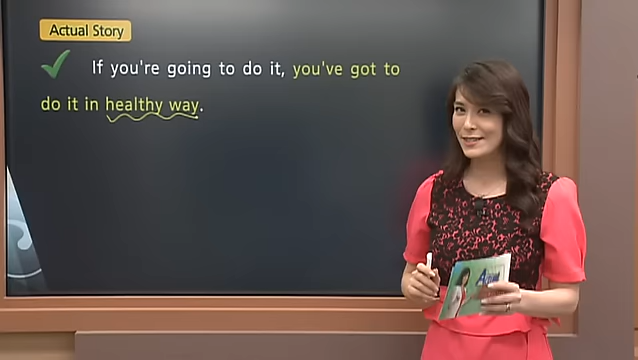 Actual Story
If you're going to do it, you've got to
do it in healthy way.